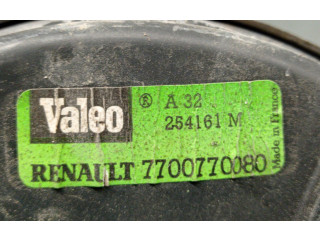 Valeo
Ⓢ A 32
254161 M
RENAULT 7700770080
Made in France